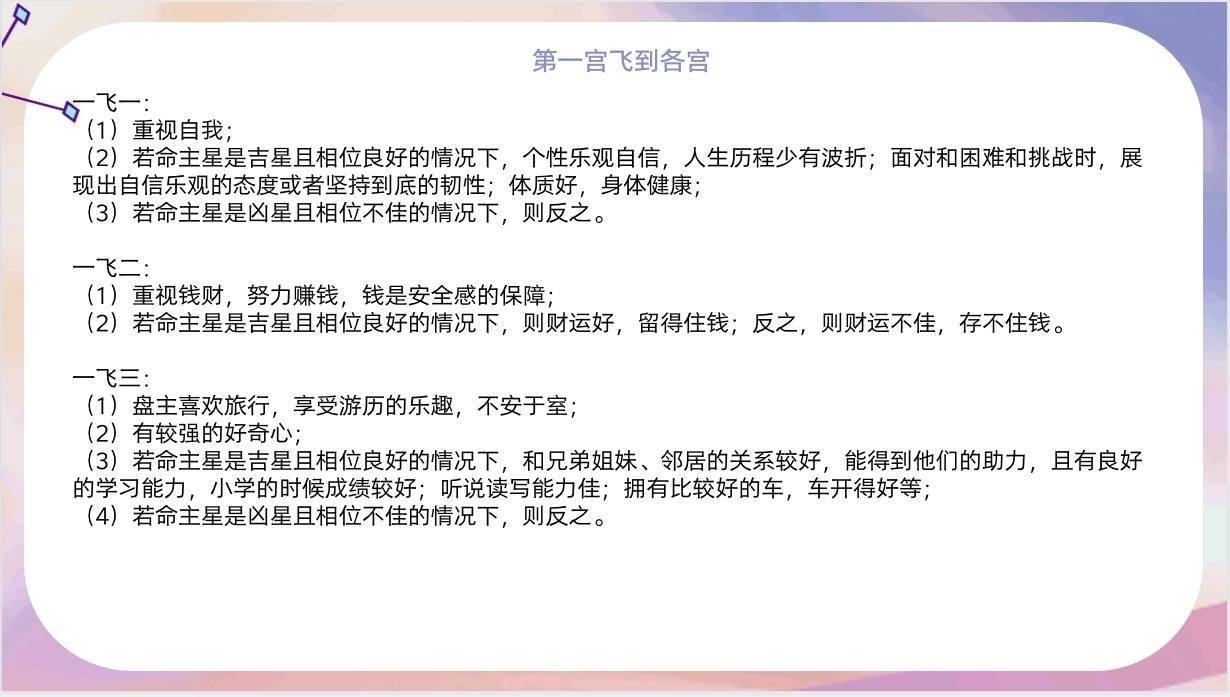 第一宫飞到各宫
一飞一：
（1）重视自我；
（2）若命主星是吉星且相位良好的情况下，个性乐观自信，人生历程少有波折；面对和困难和挑战时，展
现出自信乐观的态度或者坚持到底的韧性；体质好，身体健康；
（3）若命主星是凶星且相位不佳的情况下，则反之。
一飞二：
（1）重视钱财，努力赚钱，钱是安全感的保障；
（2）若命主星是吉星且相位良好的情况下，则财运好，留得住钱；反之，则财运不佳，存不住钱。
一飞三：
（1）盘主喜欢旅行，享受游历的乐趣，不安于室；
（2）有较强的好奇心；
（3）若命主星是吉星且相位良好的情况下，和兄弟姐妹、邻居的关系较好，能得到他们的助力，且有良好
的学习能力，小学的时候成绩较好；听说读写能力佳；拥有比较好的车，车开得好等；
（4）若命主星是凶星且相位不佳的情况下，则反之。